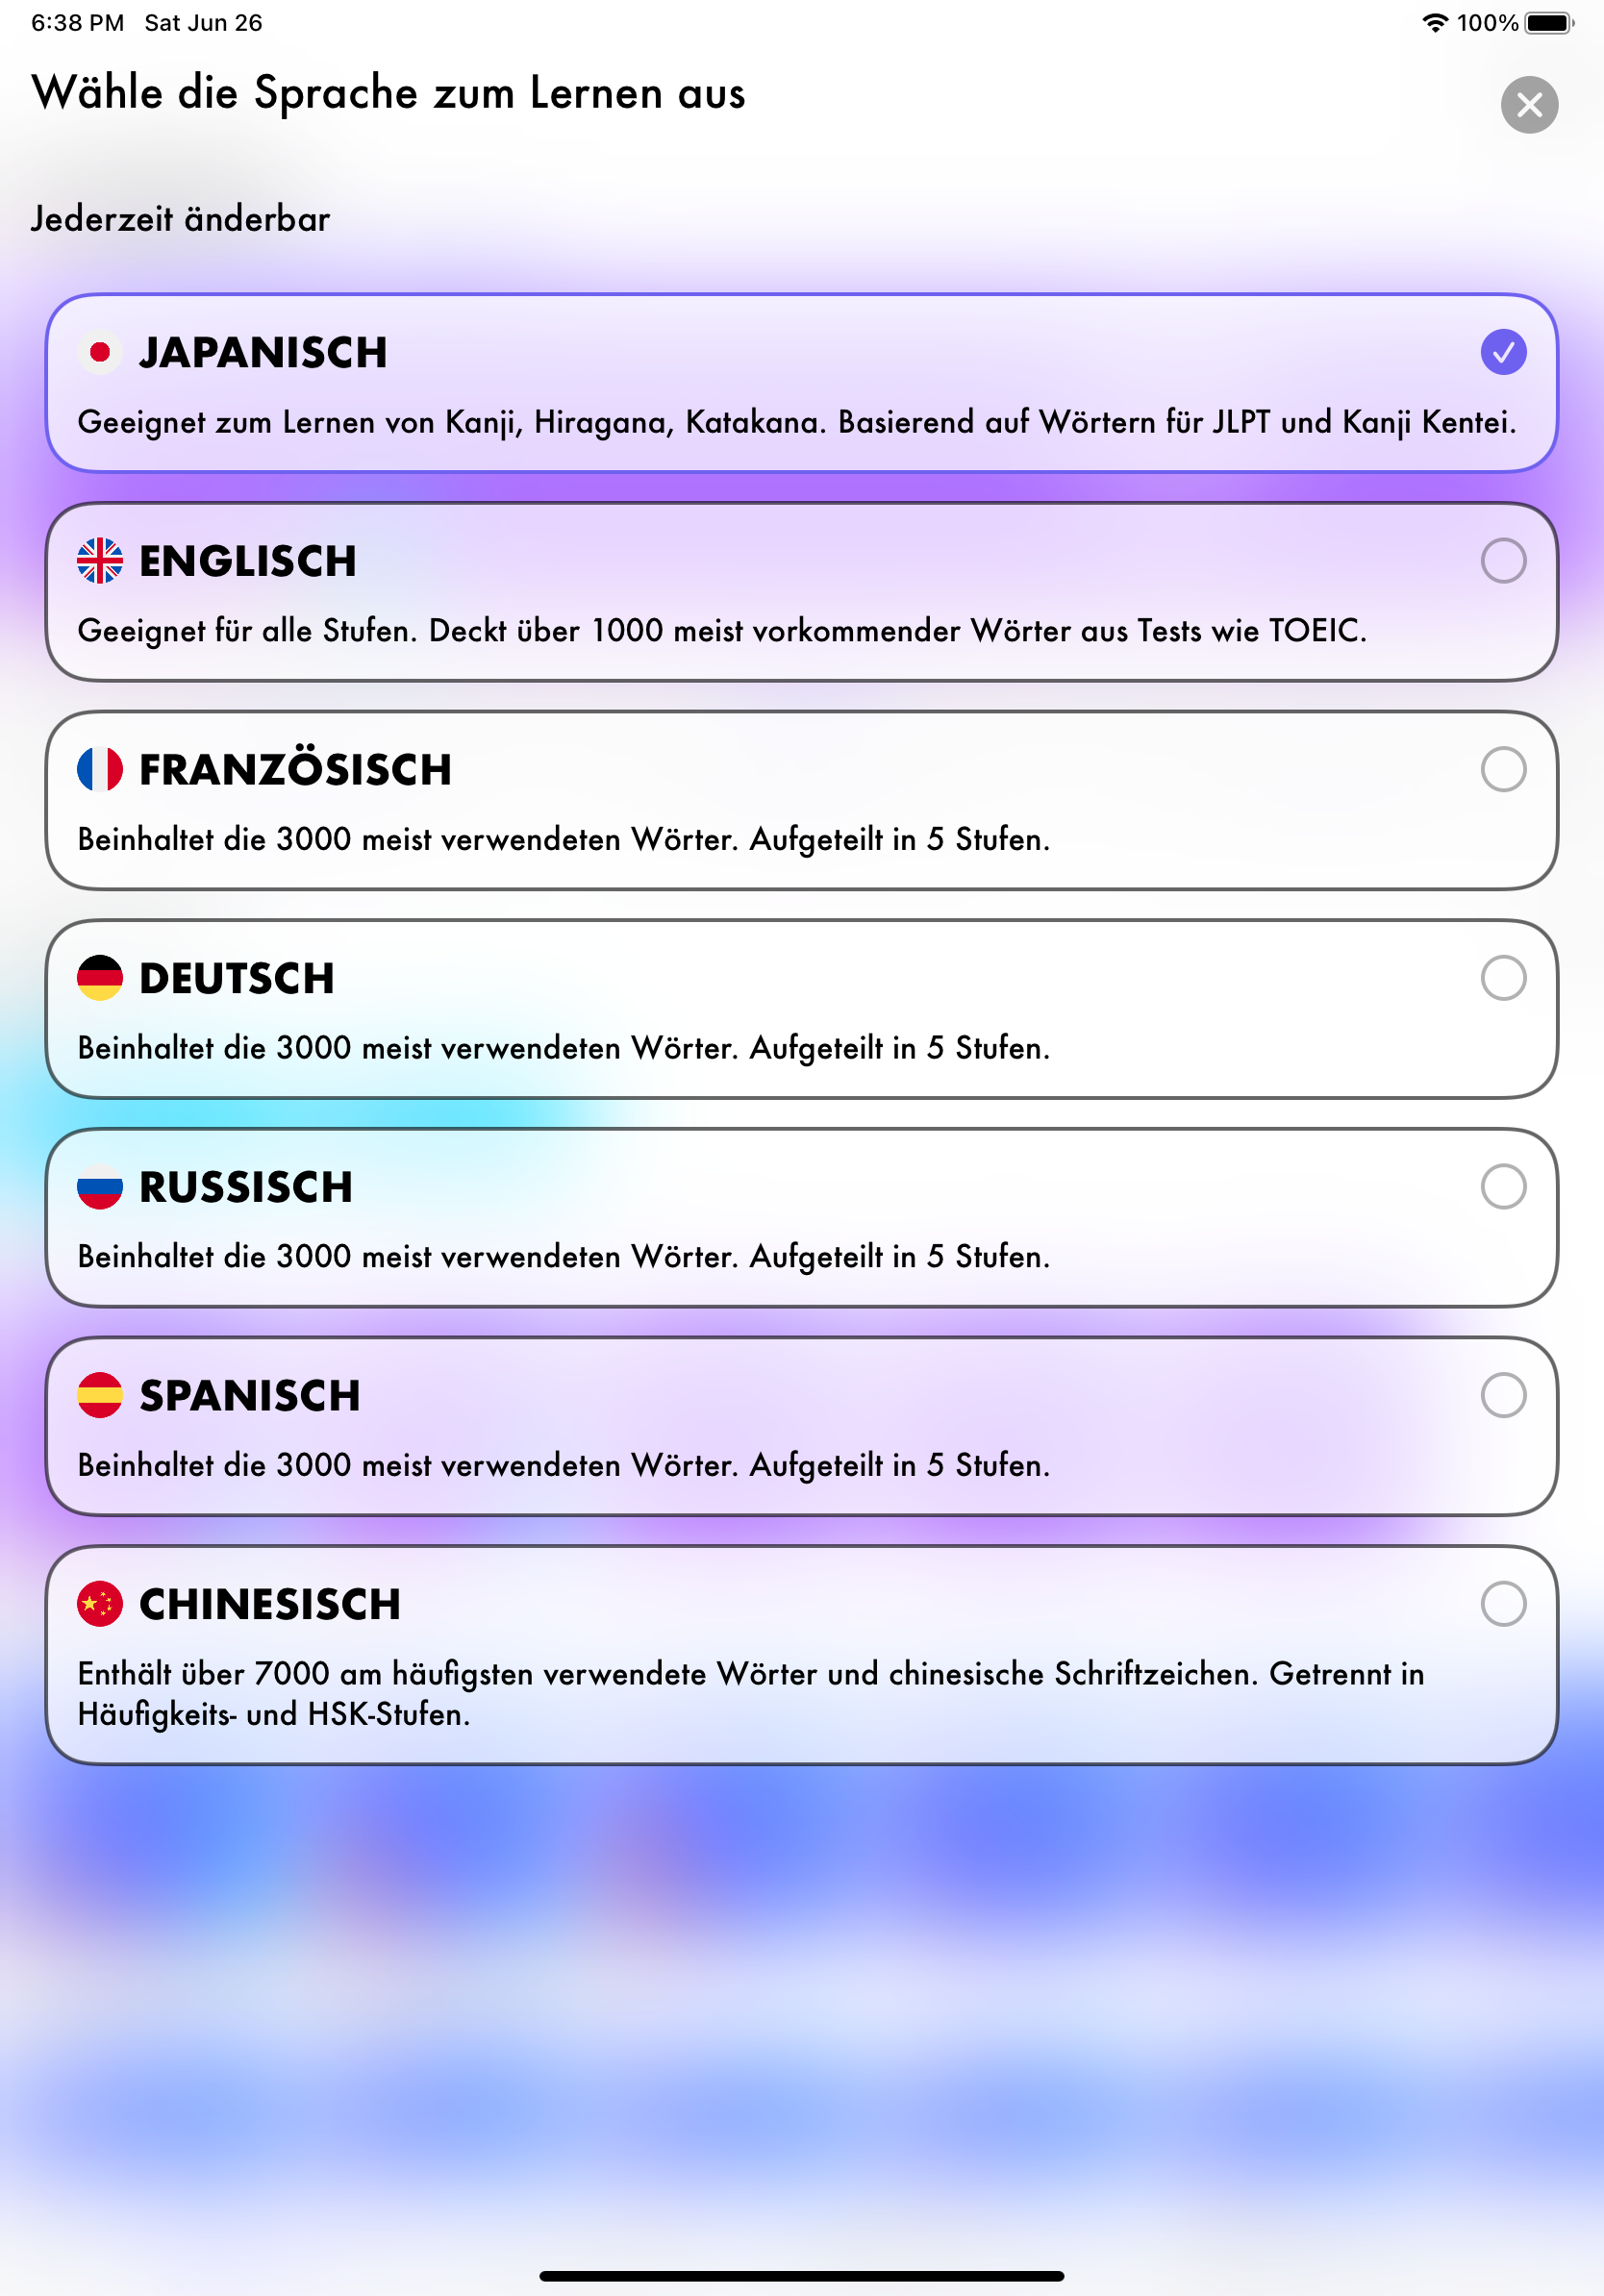 6:38 PM Sat Jun 26
100%
Wähle die Sprache zum Lernen aus
Jederzeit änderbar
JAPANISCH
Geeignet zum Lernen von Kanji, Hiragana, Katakana. Basierend auf Wörtern für JLPT und Kanji Kentei.
ENGLISCH
Geeignet für alle Stufen. Deckt über 1000 meist vorkommender Wörter aus Tests wie TOEIC.
FRANZÖSISCH
Beinhaltet die 3000 meist verwendeten Wörter. Aufgeteilt in 5 Stufen.
DEUTSCH
Beinhaltet die 3000 meist verwendeten Wörter. Aufgeteilt in 5 Stufen.
RUSSISCH
Beinhaltet die 3000 meist verwendeten Wörter. Aufgeteilt in 5 Stufen.
SPANISCH
Beinhaltet die 3000 meist verwendeten Wörter. Aufgeteilt in 5 Stufen.
CHINESISCH
Enthält über 7000 am häufigsten verwendete Wörter und chinesische Schriftzeichen. Getrennt in
Häufigkeits- und HSK-Stufen.